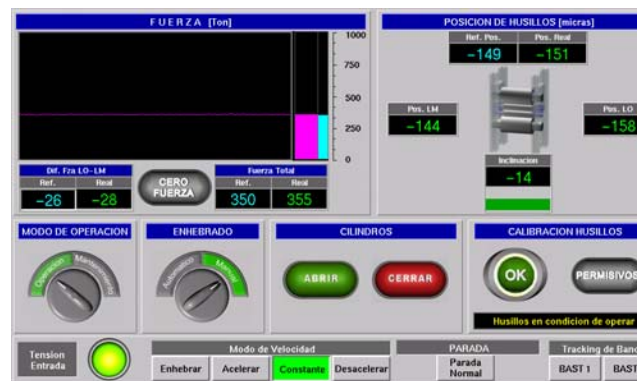 FUERZA [Ton]
1000
750
500
250
0
Dif. Fza LO-LM
Ref. Real
-26 -28
CERO FUERZA
Fuerza Total
Ref. Real
350 355
POSICION DE HUSILLOS [micras]
Ref. Pos. Pos. Real
-149 -151
Pos. LM
-144
Pos. LO
-158
Inclinacion
-14
MODO DE OPERACION
Operacion Mantenimiento
ENHEBRADO
Automatico Manual
CILINDROS
ABRIR CERRAR
CALIBRACION HUSILLOS
OK PERMISIVOS
Husillos en condicion de operar
Tension Entrada
Modo de Velocidad
Enhebrar Acelerar Constante Desacelerar
PARADA
Parada Normal
Tracking de Banda
BAST 1 BAST